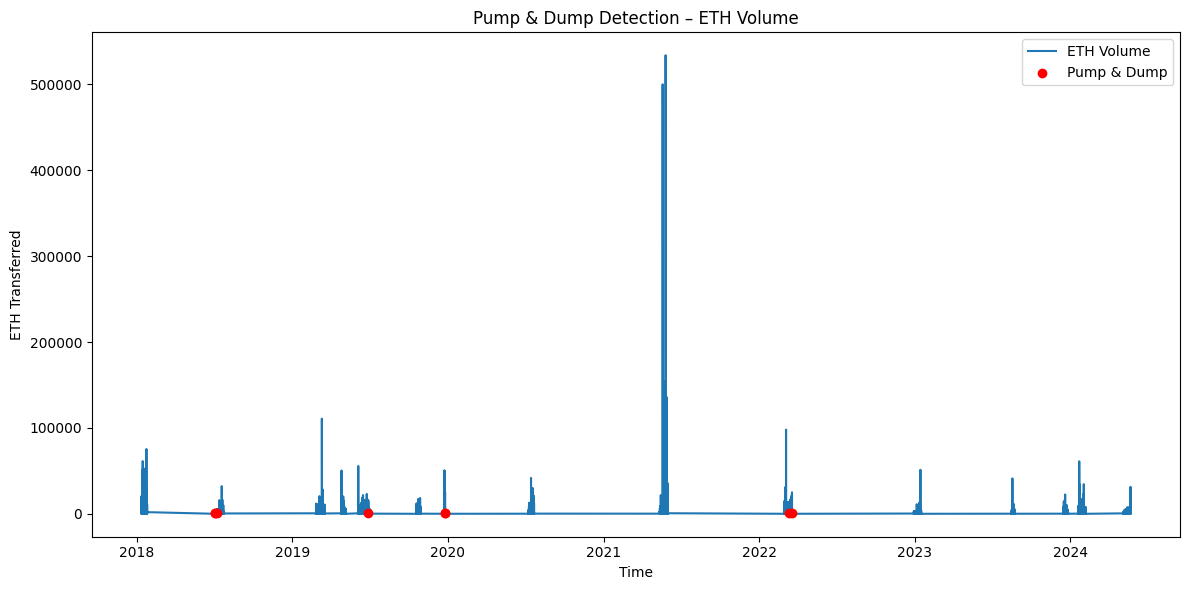 Pump & Dump Detection – ETH Volume
ETH Volume
Pump & Dump
ETH Transferred
500000
400000
300000
200000
100000
0
2018 2019 2020 2021 2022 2023 2024
Time